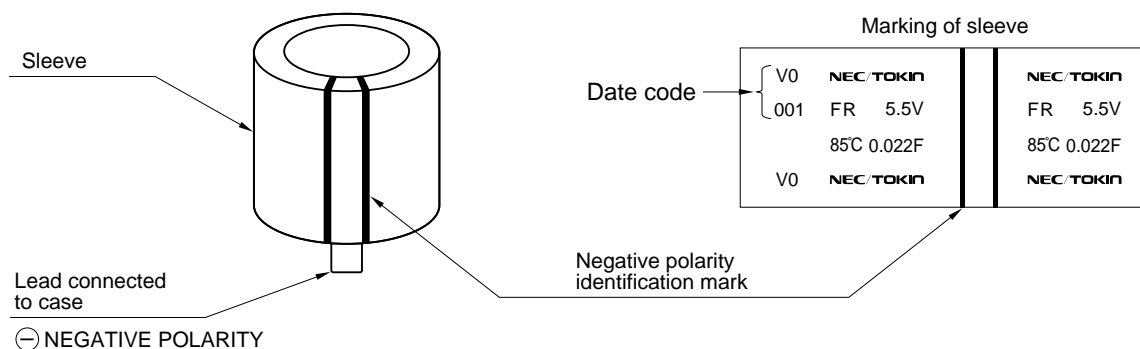 Sleeve
Lead connected
to case
⊖ NEGATIVE POLARITY
Marking of sleeve
Date code
V0 NEC/TOKIN NEC/TOKIN
001 FR 5.5V FR 5.5V
85℃ 0.022F 85℃ 0.022F
V0 NEC/TOKIN NEC/TOKIN
Negative polarity
identification mark